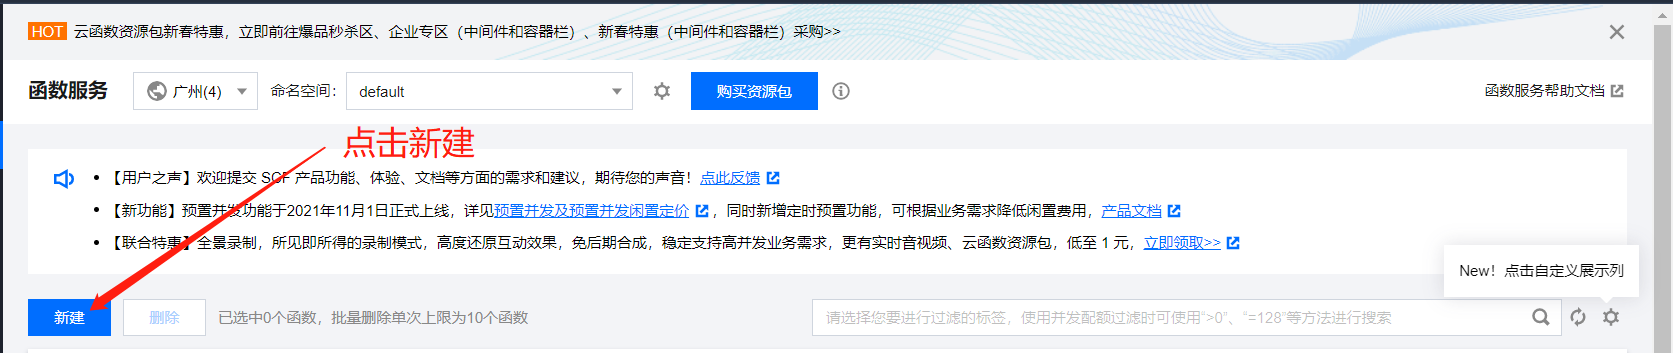 HOT 云函数资源包新春特惠，立即前往爆品秒杀区、企业专区（中间件和容器栏）、新春特惠（中间件和容器栏）采购>>
函数服务 广州(4) 命名空间： default 购买资源包 函数服务帮助文档
点击新建
【用户之声】欢迎提交 SCF 产品功能、体验、文档等方面的需求和建议，期待您的声音！点此反馈
【新功能】预置并发功能于2021年11月1日正式上线，详见预置并发及预置并发闲置定价，同时新增定时预置功能，可根据业务需求降低闲置费用，产品文档
【联合特惠】全景录制，所见即所得的录制模式，高度还原互动效果，免后期合成，稳定支持高并发业务需求，更有实时音视频、云函数资源包，低至 1 元，立即领取>>
New！点击自定义展示列
新建 删除 已选中0个函数，批量删除单次上限为10个函数 请选择您要进行过滤的标签，使用并发配额过滤时可使用“>0”、“=128”等方法进行搜索